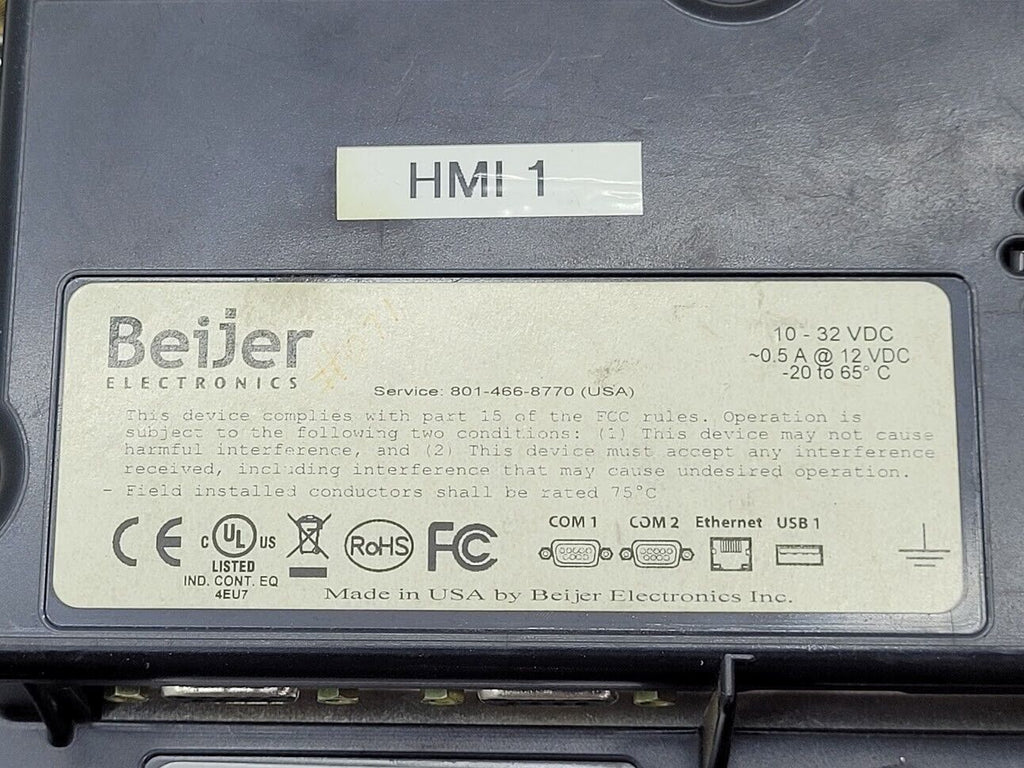 HMI 1
Beijer
ELECTRONICS
10 - 32 VDC
~0.5 A @ 12 VDC
-20 to 65° C
Service: 801-466-8770 (USA)
This device complies with part 15 of the FCC rules. Operation is
subject to the following two conditions: (1) This device may not cause
harmful interference, and (2) This device must accept any interference
received, including interference that may cause undesired operation.
- Field installed conductors shall be rated 75°C
CE
C UL US
LISTED
IND. CONT. EQ
4EU7
RoHS
FC
COM 1 COM 2 Ethernet USB 1
Made in USA by Beijer Electronics Inc.